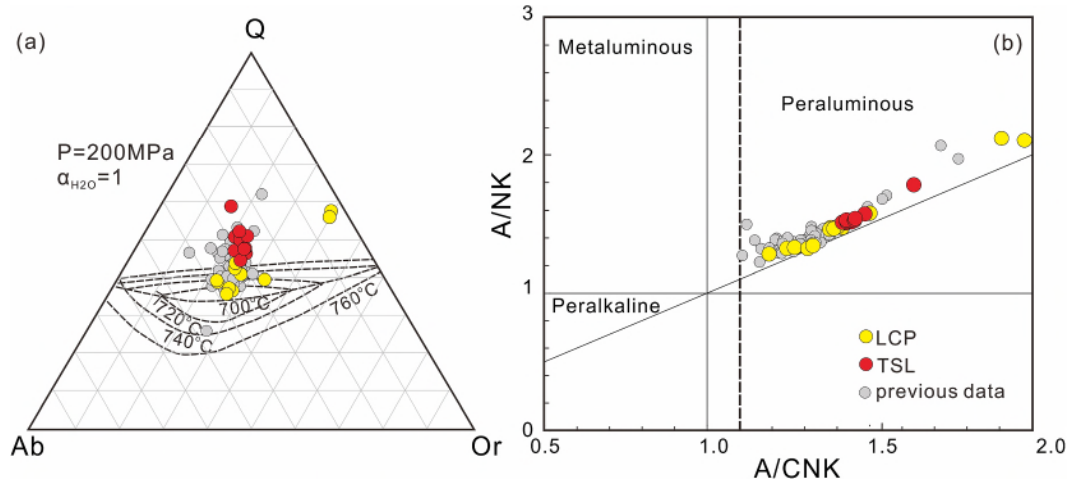 (a)
Q
P=200MPa
α_H2O=1
700°C
720°C
740°C
760°C
Ab
Or
(b)
Metaluminous
Peraluminous
Peralkaline
LCP
TSL
previous data
A/NK
3
2
1
0
0.5
1.0
1.5
2.0
A/CNK